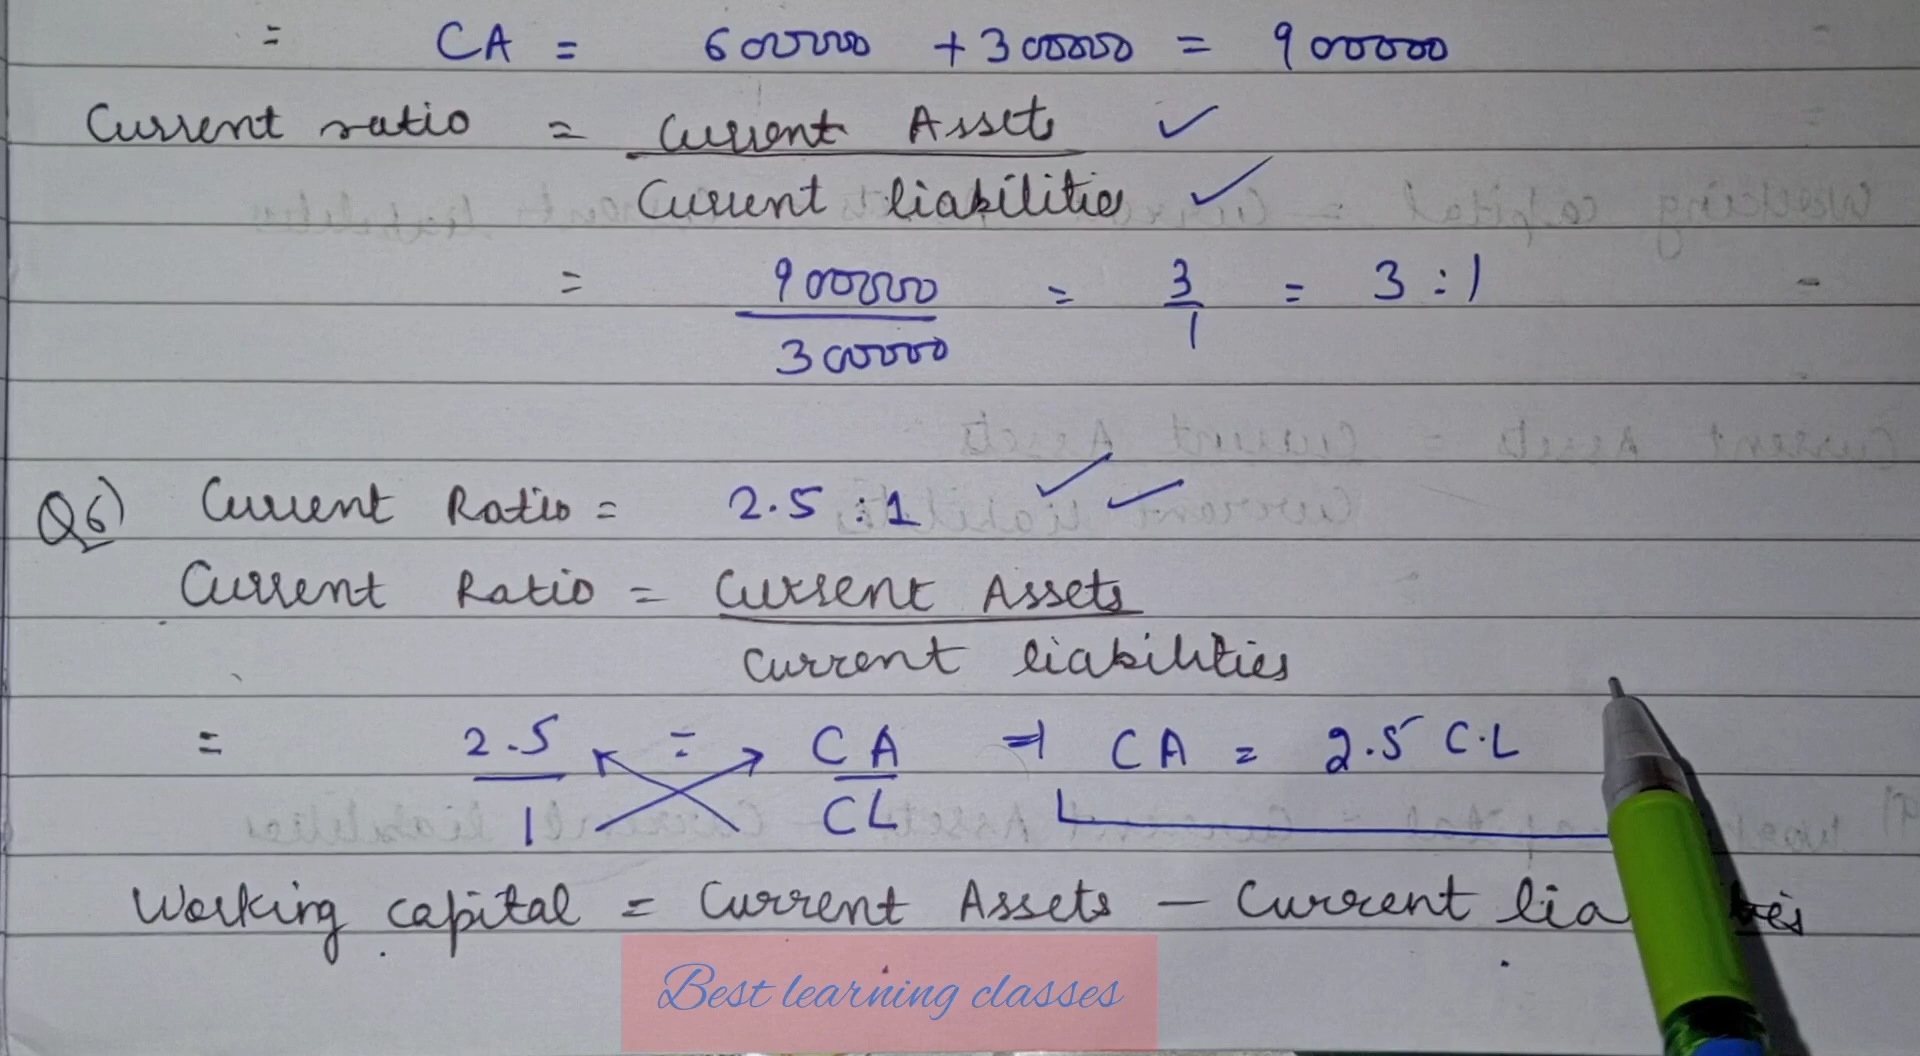 = CA = 600000 + 300000 = 900000
Current ratio = Current Assets ✓
Current liabilities ✓
= 900000 = 3 = 3 : 1
300000 1
Q6) Current Ratio = 2.5 : 1 ✓ ✓
Current Ratio = Current Assets
Current liabilities
= 2.5 = CA ⇒ CA = 2.5 C.L
1 CL
Working capital = Current Assets - Current
Best learning classes